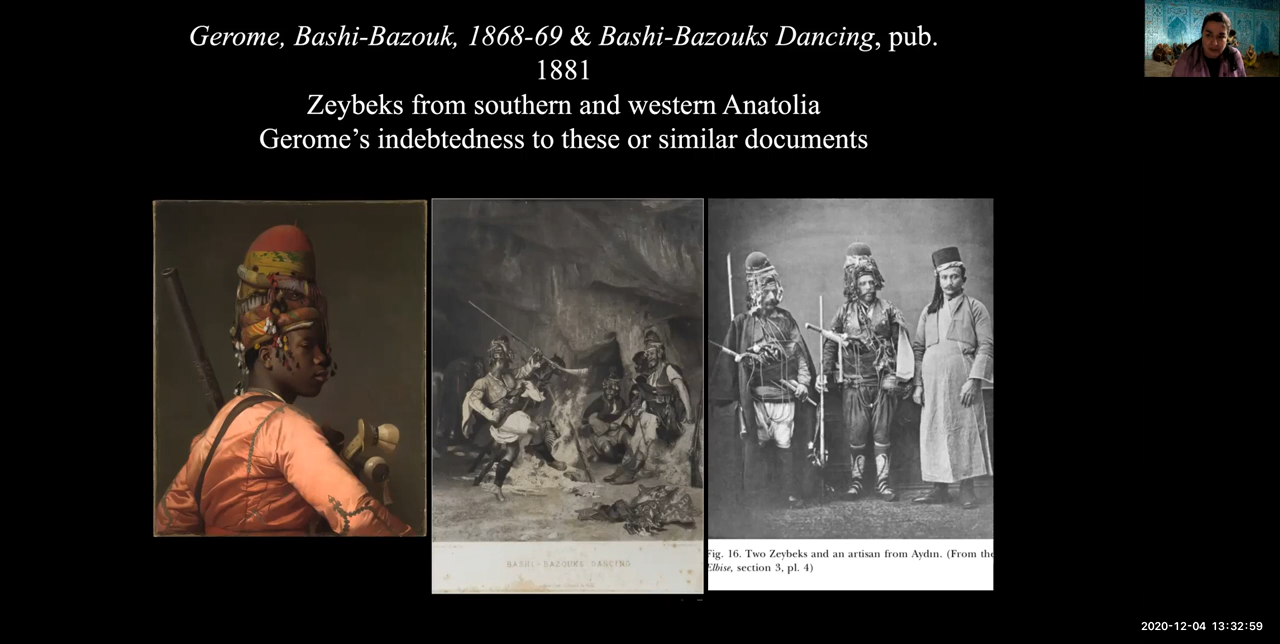 Gerome, Bashi-Bazouk, 1868-69 & Bashi-Bazouks Dancing, pub.
1881
Zeybeks from southern and western Anatolia
Gerome’s indebtedness to these or similar documents
BASHI-BAZOUKS DANCING
Fig. 16. Two Zeybeks and an artisan from Aydın. (From the
Elbise, section 3, pl. 4)
2020-12-04 13:32:59